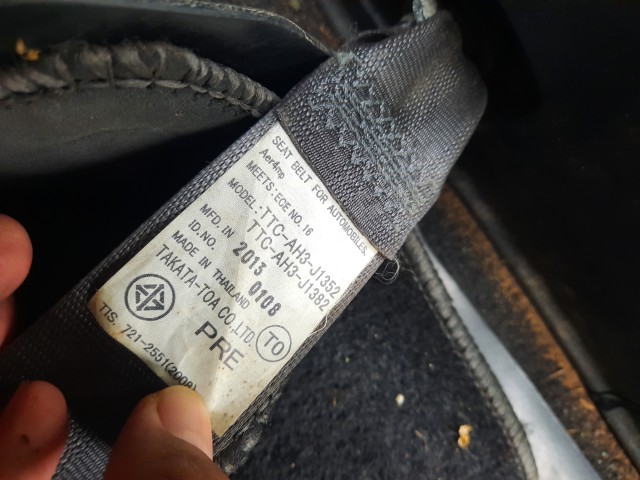 SEAT BELT FOR AUTOMOBILES.
Aer4mp
MEETS: ECE NO. 16
MODEL: TTC-AH3-J1352
TTC-AH3-J1382
MFD. IN 2013
ID.NO. 0108
MADE IN THAILAND
TAKATA-TOA CO.,LTD.
TO
PRE
TIS. 721-2551(2008)